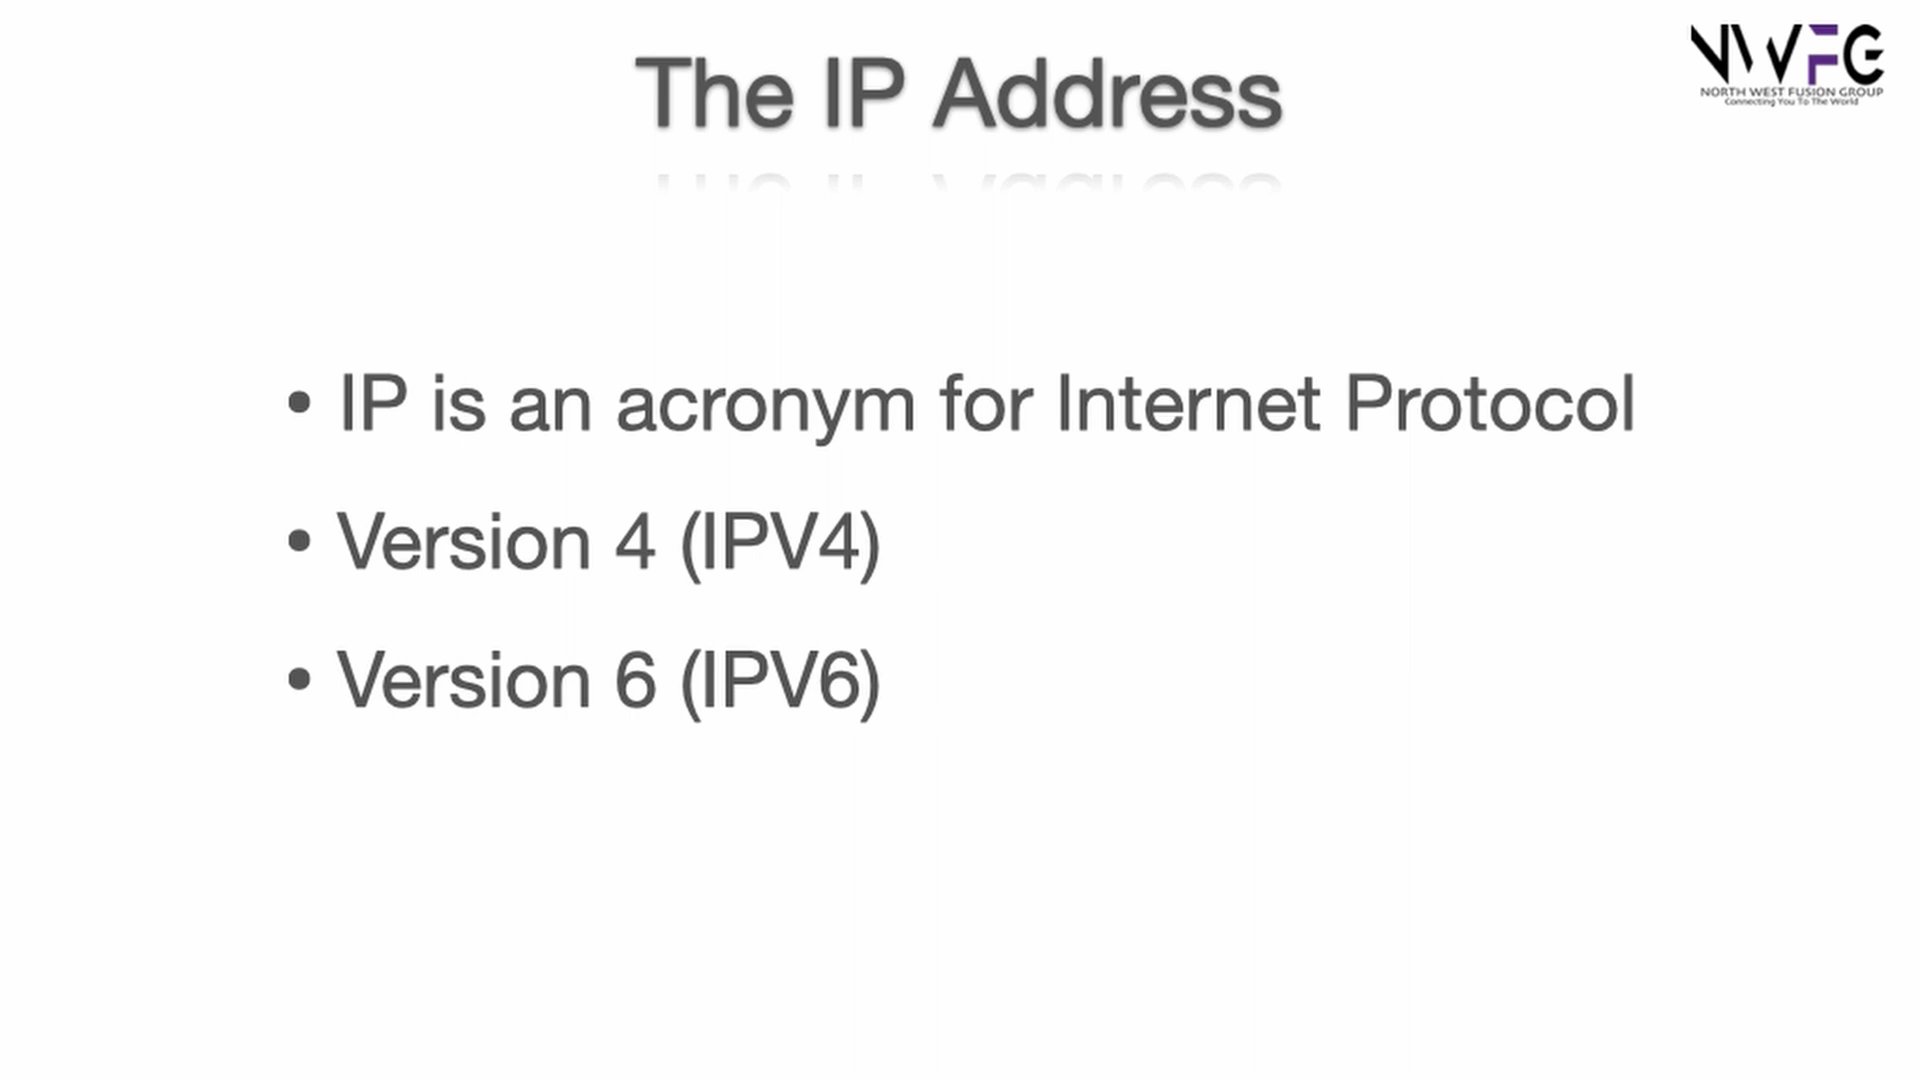 The IP Address
NWFG
NORTH WEST FUSION GROUP
Connecting You To The World
• IP is an acronym for Internet Protocol
• Version 4 (IPV4)
• Version 6 (IPV6)